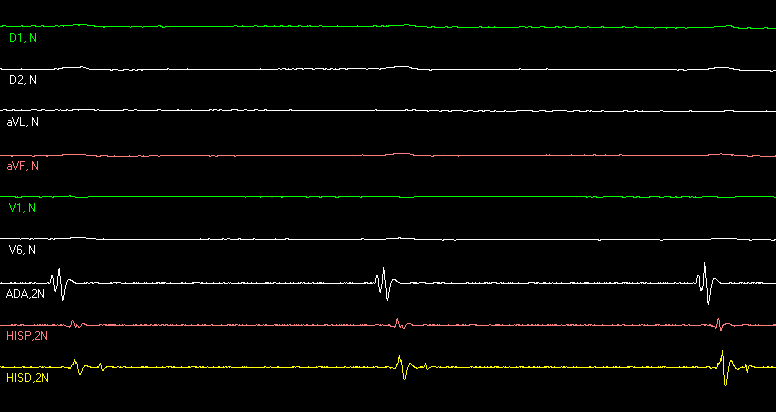 D1, N
D2, N
aVL, N
aVF, N
V1, N
V6, N
ADA,2N
HISP,2N
HISD,2N